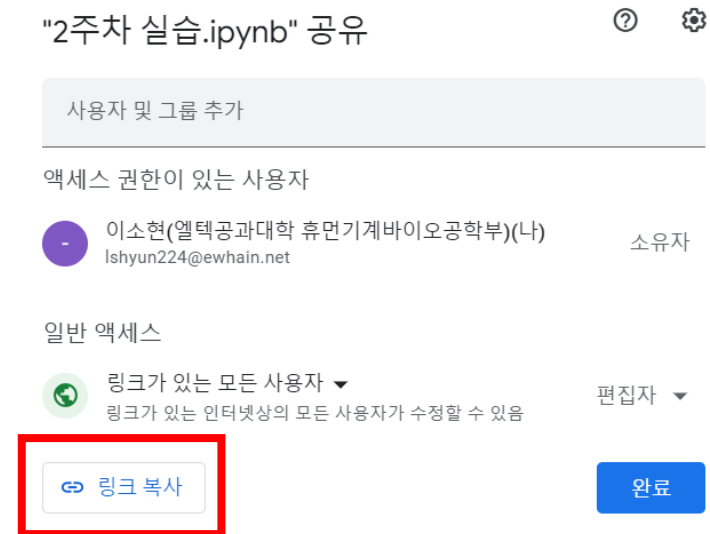 "2주차 실습.ipynb" 공유
사용자 및 그룹 추가
액세스 권한이 있는 사용자
이소현(엘텍공과대학 휴먼기계바이오공학부)(나)
소유자
lshyun224@ewhain.net
일반 액세스
링크가 있는 모든 사용자
편집자
링크가 있는 인터넷상의 모든 사용자가 수정할 수 있음
링크 복사
완료